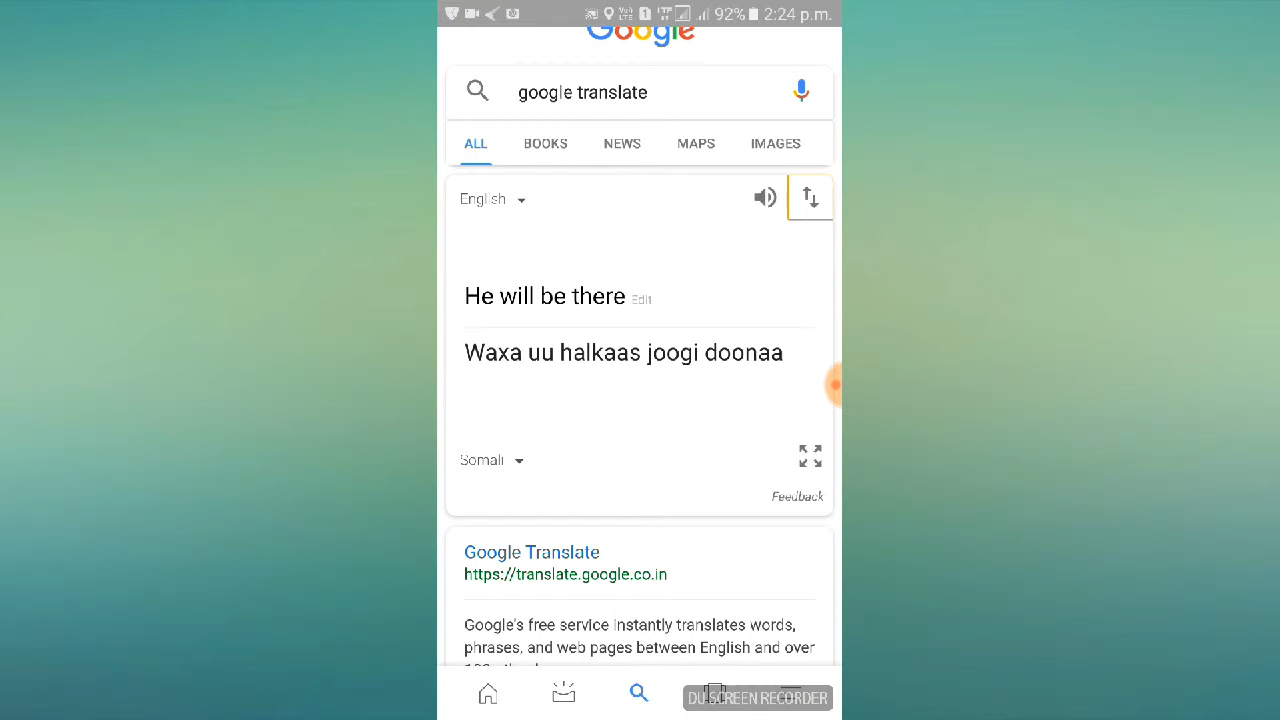 92% 2:24 p.m.
Google
google translate
ALL BOOKS NEWS MAPS IMAGES
English
He will be there Edit
Waxa uu halkaas joogi doonaa
Somali
Feedback
Google Translate
https://translate.google.co.in
Google's free service instantly translates words,
phrases, and web pages between English and over
DU SCREEN RECORDER